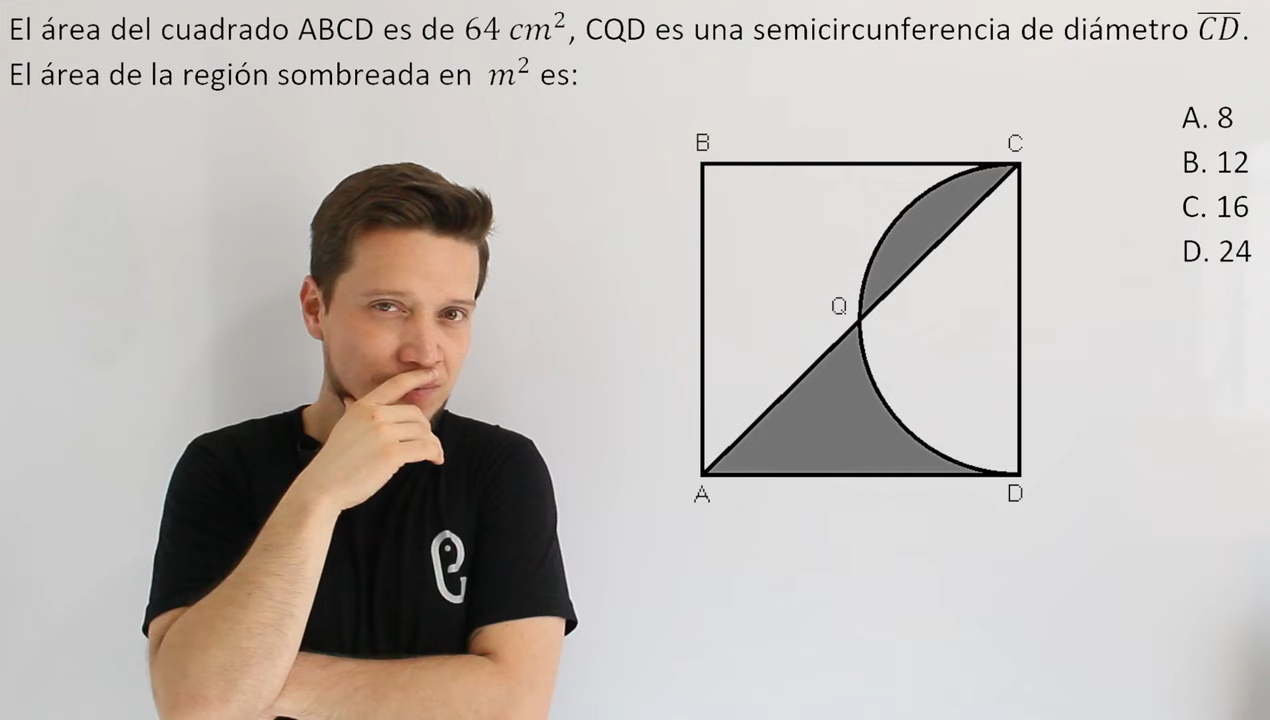 El área del cuadrado ABCD es de 64 cm², CQD es una semicircunferencia de diámetro C̅D̅.
El área de la región sombreada en m² es:
A. 8
B. 12
C. 16
D. 24
B C
Q
A D